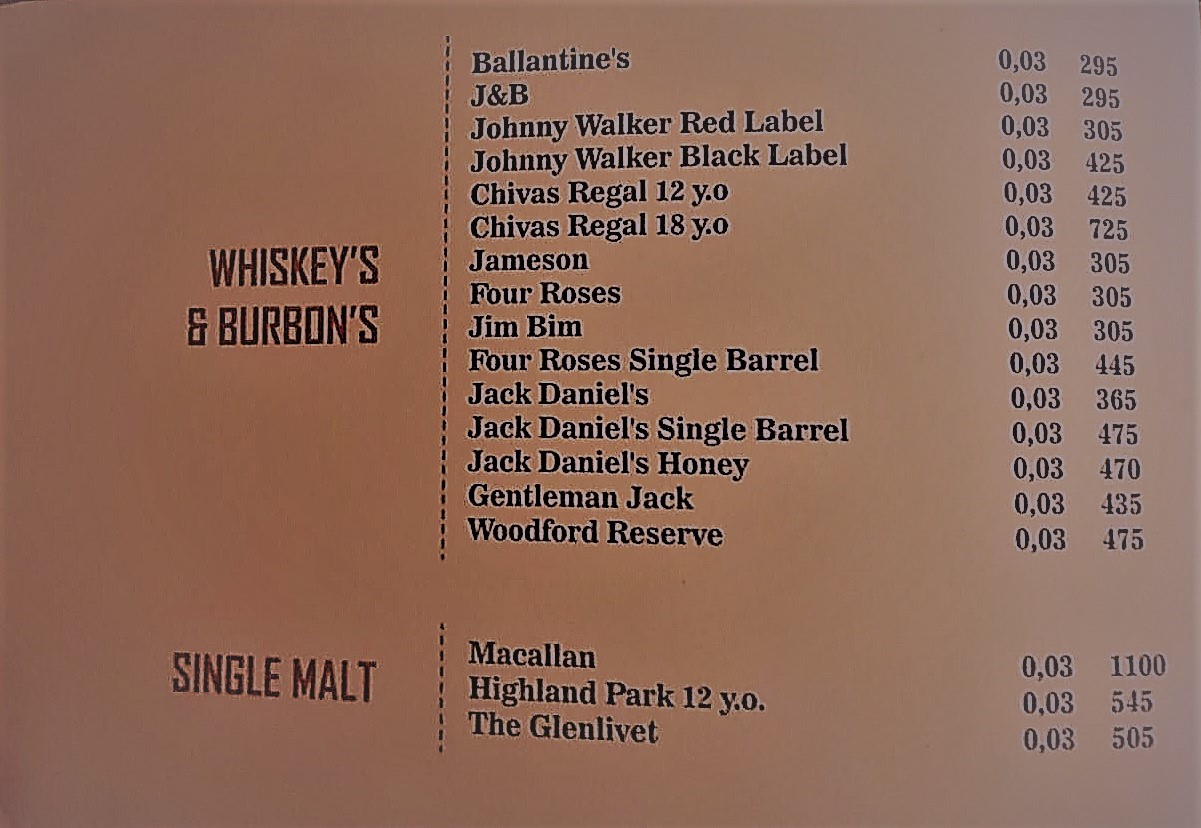 Ballantine's 0,03 295
J&B 0,03 295
Johnny Walker Red Label 0,03 305
Johnny Walker Black Label 0,03 425
Chivas Regal 12 y.o 0,03 425
Chivas Regal 18 y.o 0,03 725
WHISKEY'S
& BURBON'S
Jameson 0,03 305
Four Roses 0,03 305
Jim Bim 0,03 305
Four Roses Single Barrel 0,03 445
Jack Daniel's 0,03 365
Jack Daniel's Single Barrel 0,03 475
Jack Daniel's Honey 0,03 470
Gentleman Jack 0,03 435
Woodford Reserve 0,03 475
SINGLE MALT
Macallan 0,03 1100
Highland Park 12 y.o. 0,03 545
The Glenlivet 0,03 505